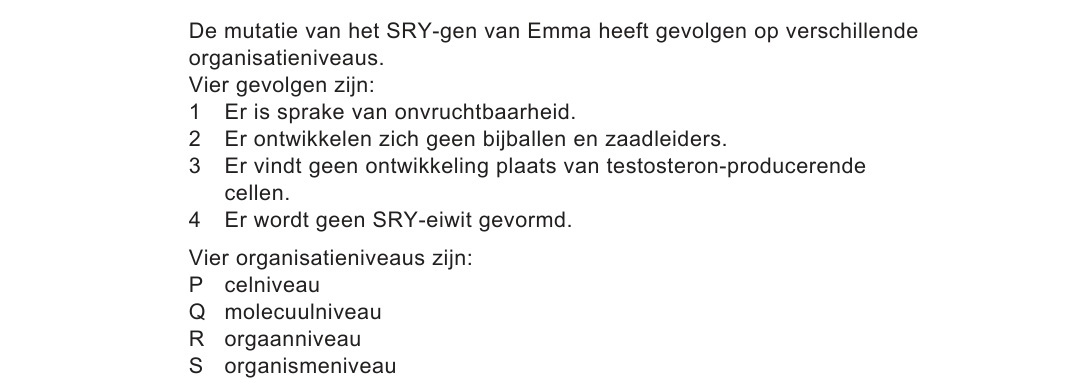 De mutatie van het SRY-gen van Emma heeft gevolgen op verschillende
organisatieniveaus.
Vier gevolgen zijn:
1 Er is sprake van onvruchtbaarheid.
2 Er ontwikkelen zich geen bijballen en zaadleiders.
3 Er vindt geen ontwikkeling plaats van testosteron-producerende
cellen.
4 Er wordt geen SRY-eiwit gevormd.
Vier organisatieniveaus zijn:
P celniveau
Q molecuulniveau
R orgaanniveau
S organismeniveau